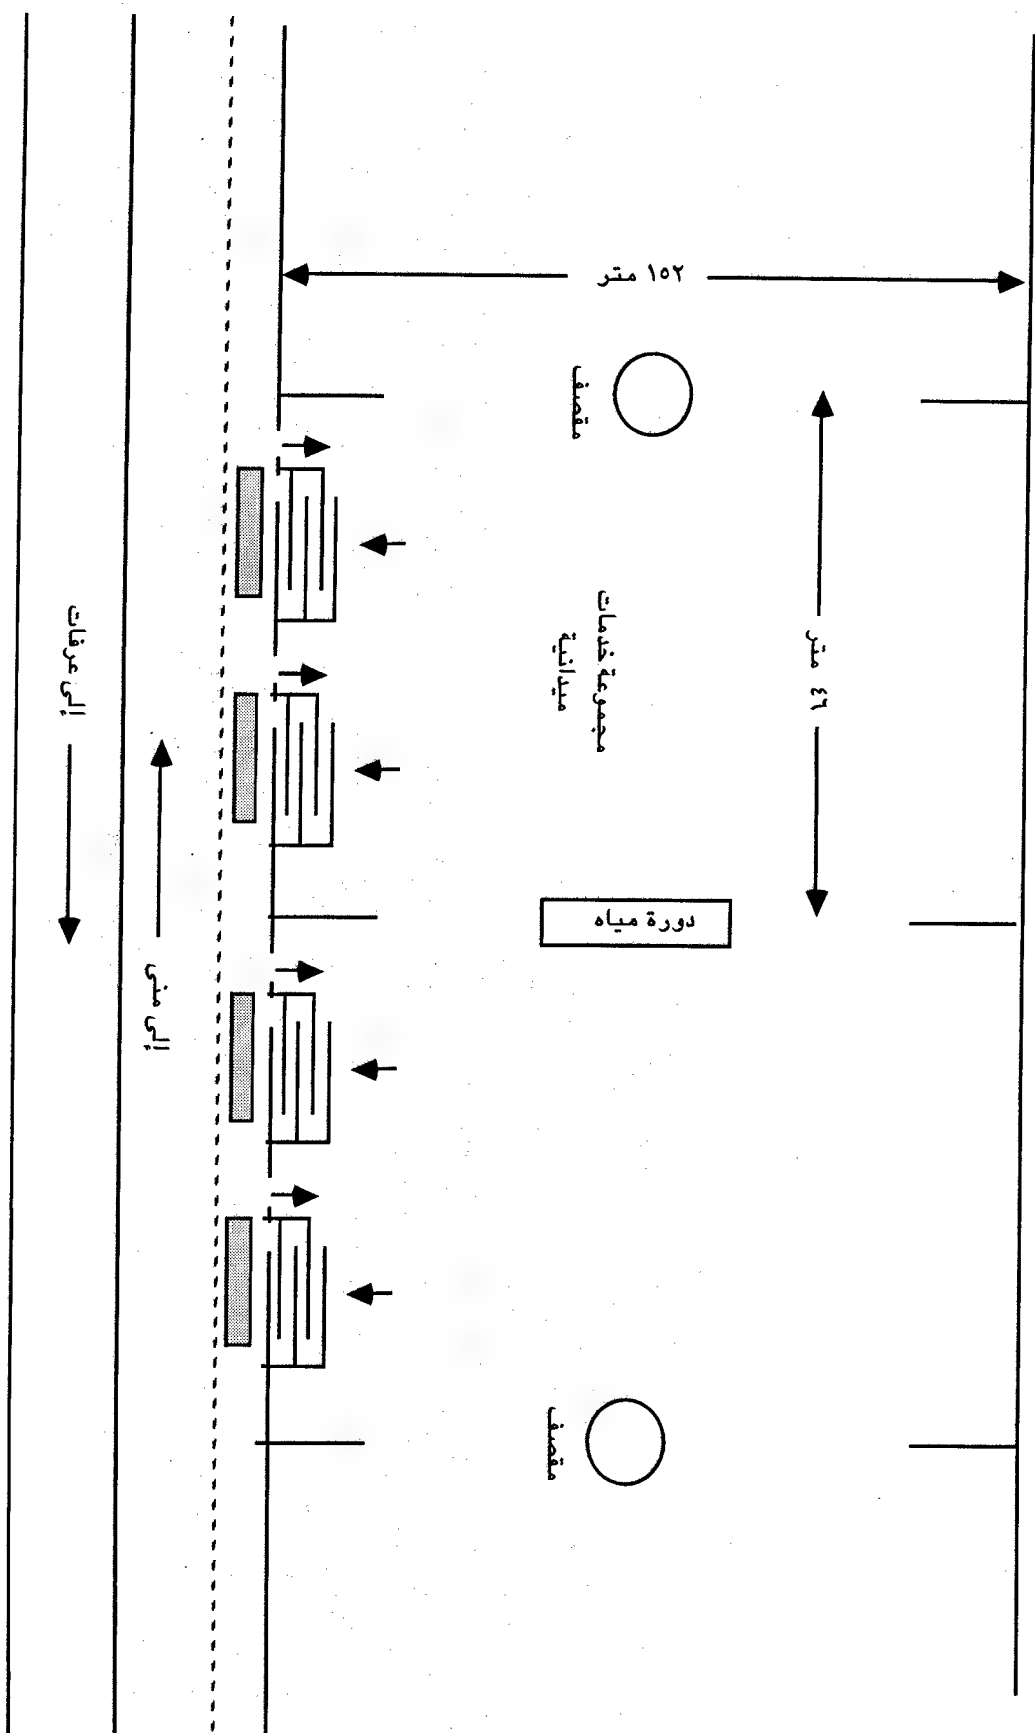 ١٥٢ متر
مقصف
٤٦ متر
مجموعة خدمات
ميدانية
إلى عرفات
دورة مياه
إلى منى
مقصف